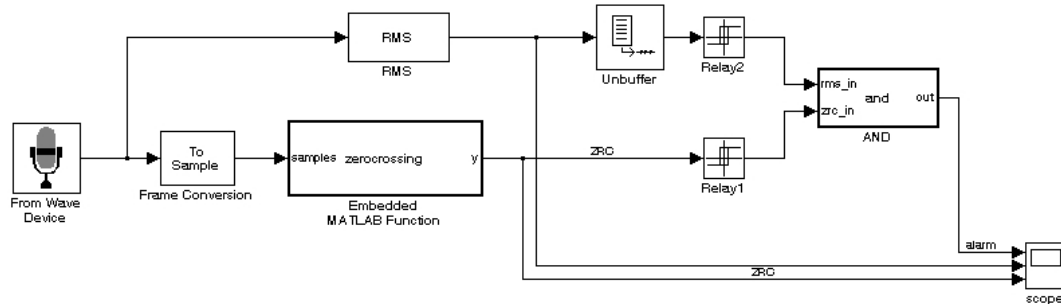 RMS
RMS
Unbuffer
Relay2
rms_in
and
out
zrc_in
AND
To
Sample
Frame Conversion
samples
zerocrossing
y
ZRC
Relay1
From Wave
Device
Embedded
MATLAB Function
alarm
ZRC
scope